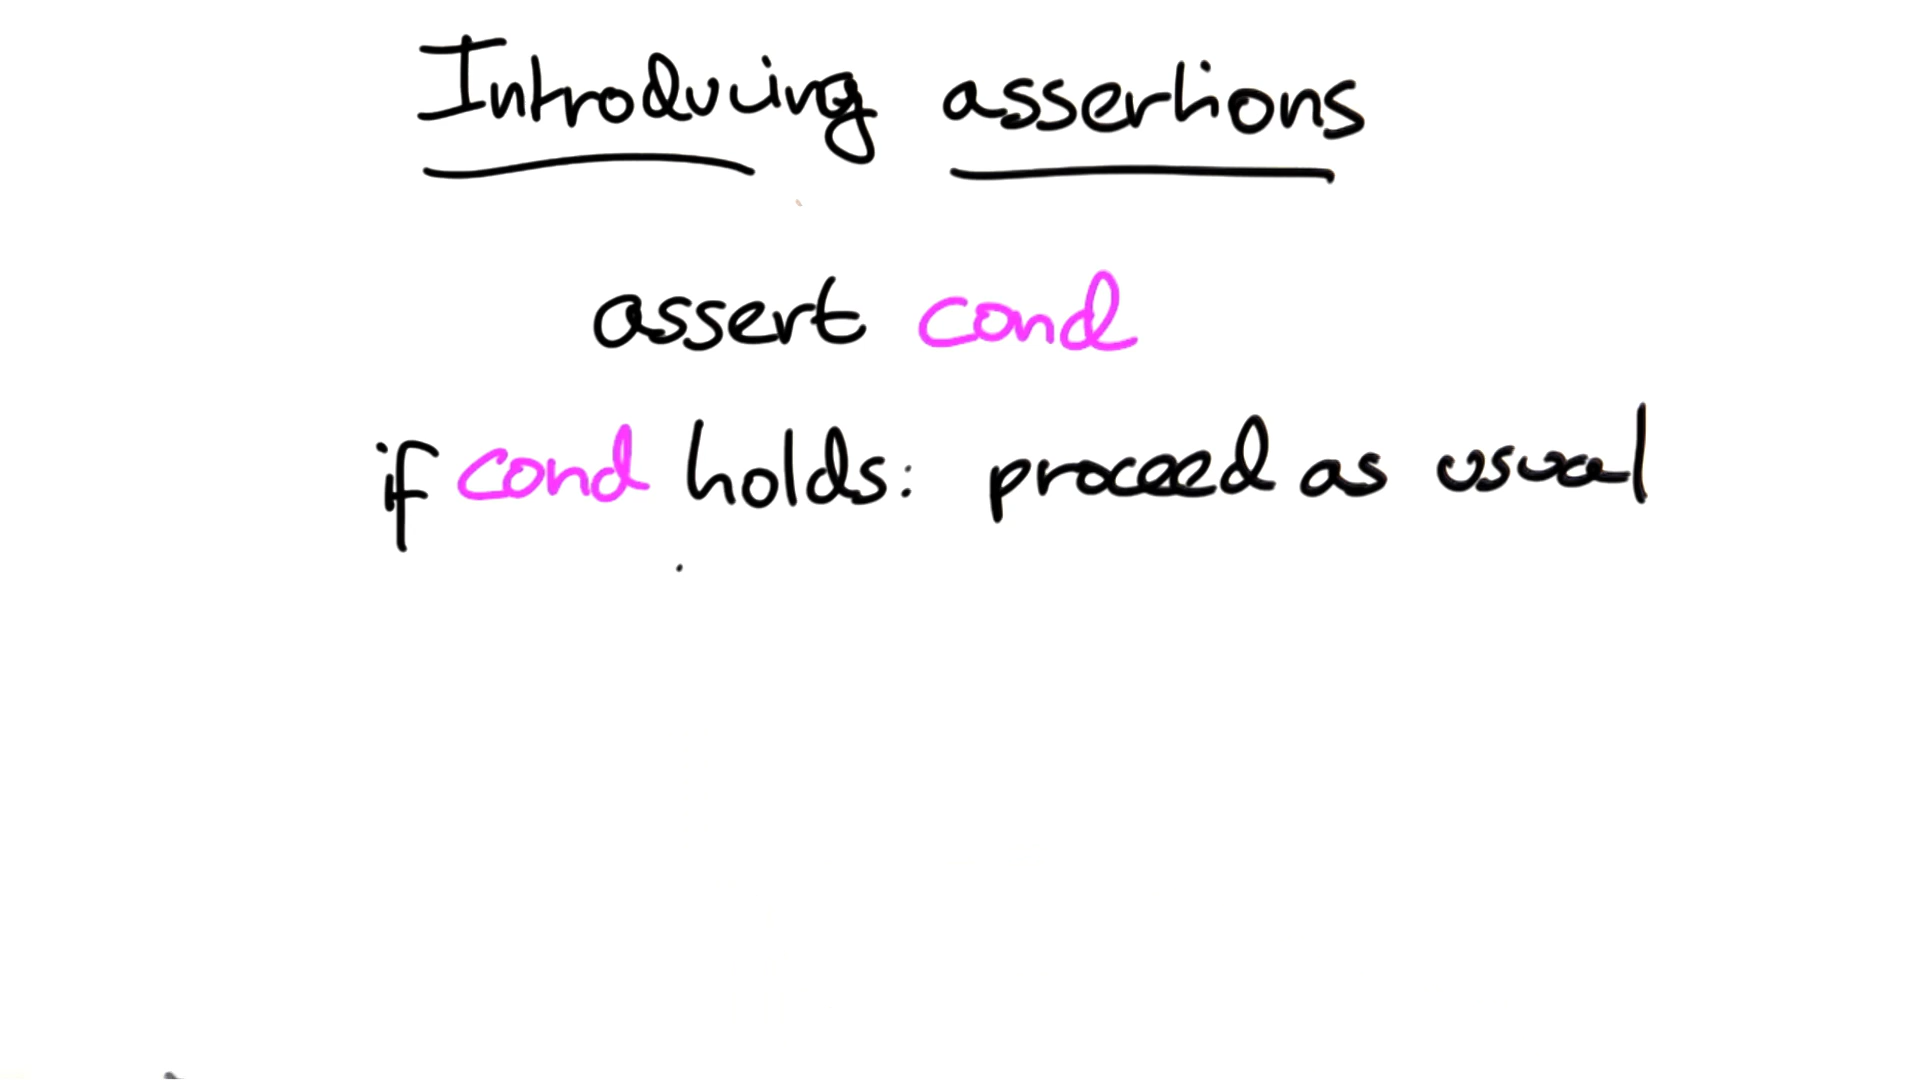 Introducing assertions
assert cond
if cond holds: proceed as usual